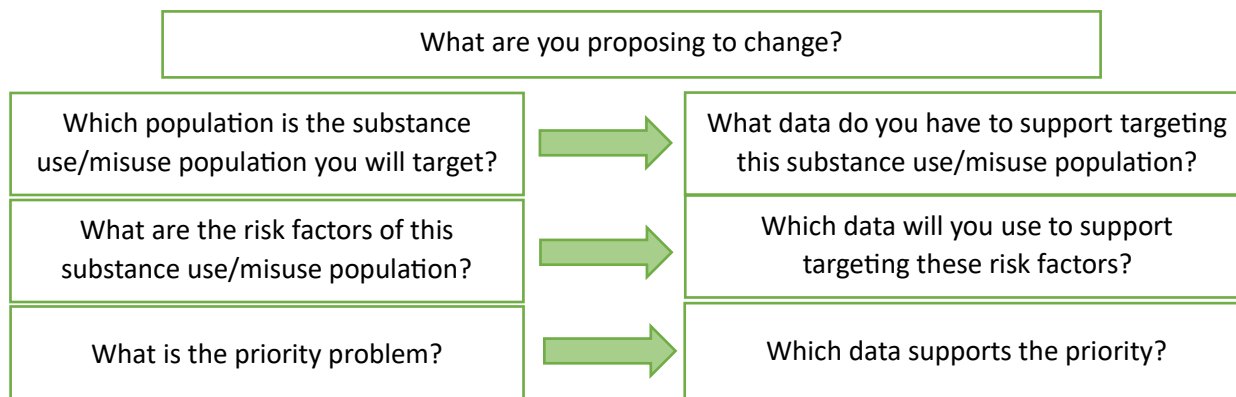 What are you proposing to change?
Which population is the substance
use/misuse population you will target?
What data do you have to support targeting
this substance use/misuse population?
What are the risk factors of this
substance use/misuse population?
Which data will you use to support
targeting these risk factors?
What is the priority problem?
Which data supports the priority?